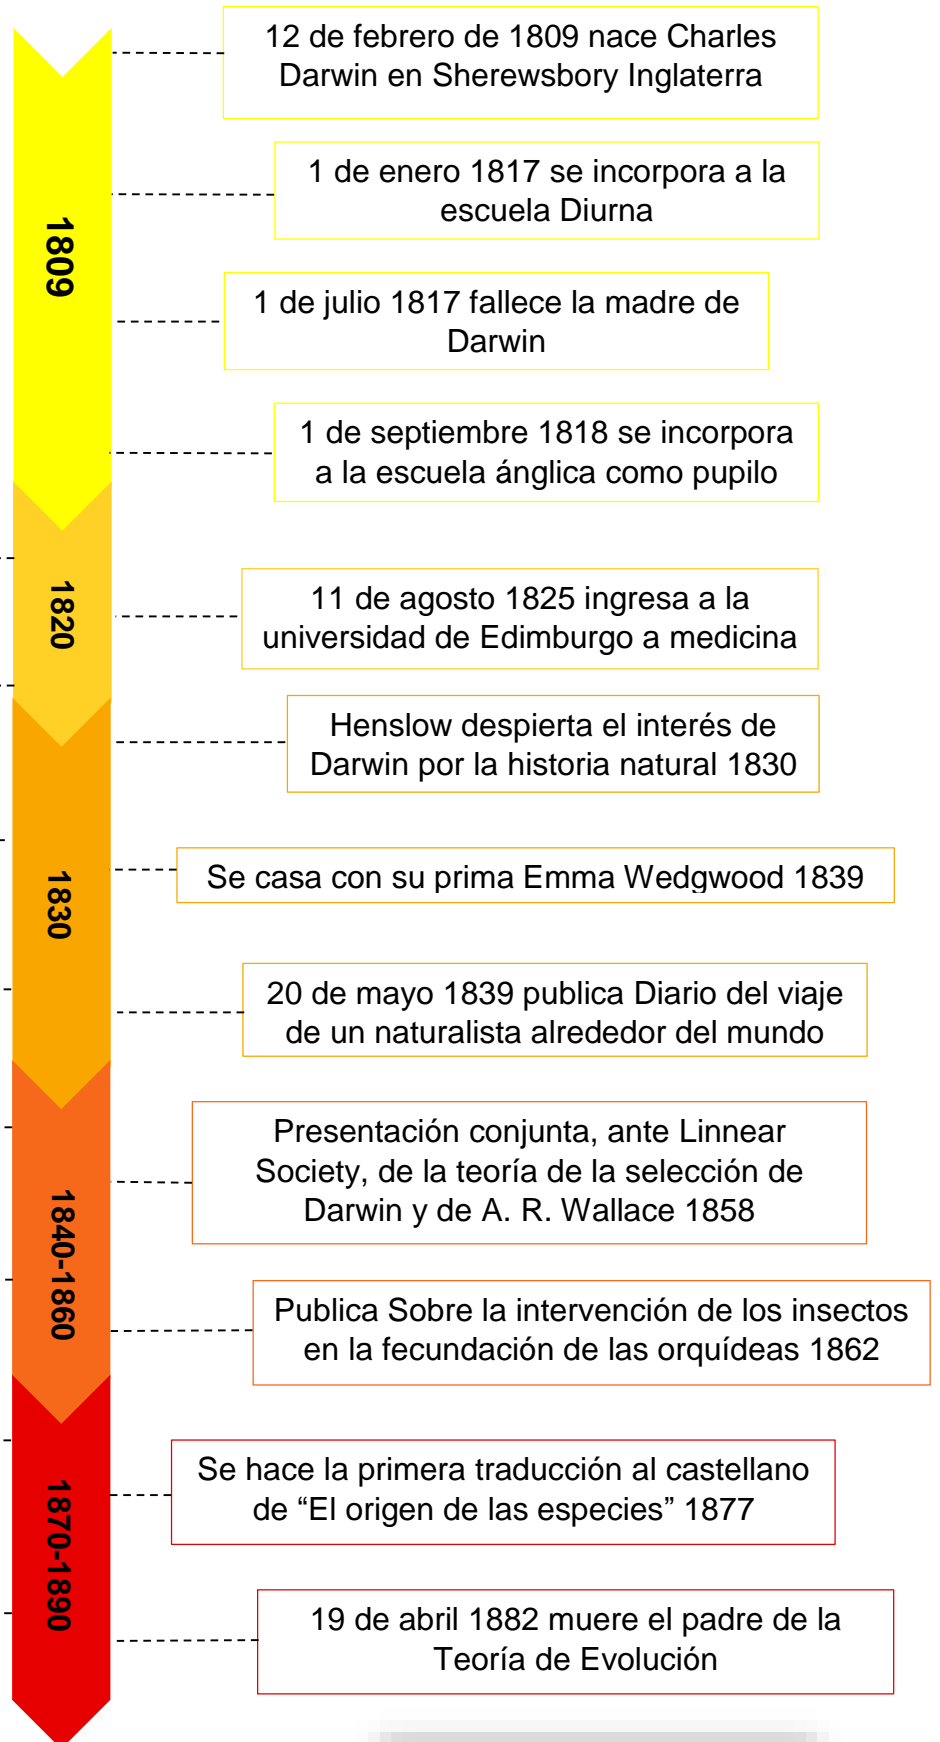 12 de febrero de 1809 nace Charles
Darwin en Sherewsbory Inglaterra
1 de enero 1817 se incorpora a la
escuela Diurna
1809
1 de julio 1817 fallece la madre de
Darwin
1 de septiembre 1818 se incorpora
a la escuela ánglica como pupilo
1820
11 de agosto 1825 ingresa a la
universidad de Edimburgo a medicina
Henslow despierta el interés de
Darwin por la historia natural 1830
1830
Se casa con su prima Emma Wedgwood 1839
20 de mayo 1839 publica Diario del viaje
de un naturalista alrededor del mundo
1840-1860
Presentación conjunta, ante Linnear
Society, de la teoría de la selección de
Darwin y de A. R. Wallace 1858
Publica Sobre la intervención de los insectos
en la fecundación de las orquídeas 1862
1870-1890
Se hace la primera traducción al castellano
de “El origen de las especies” 1877
19 de abril 1882 muere el padre de la
Teoría de Evolución